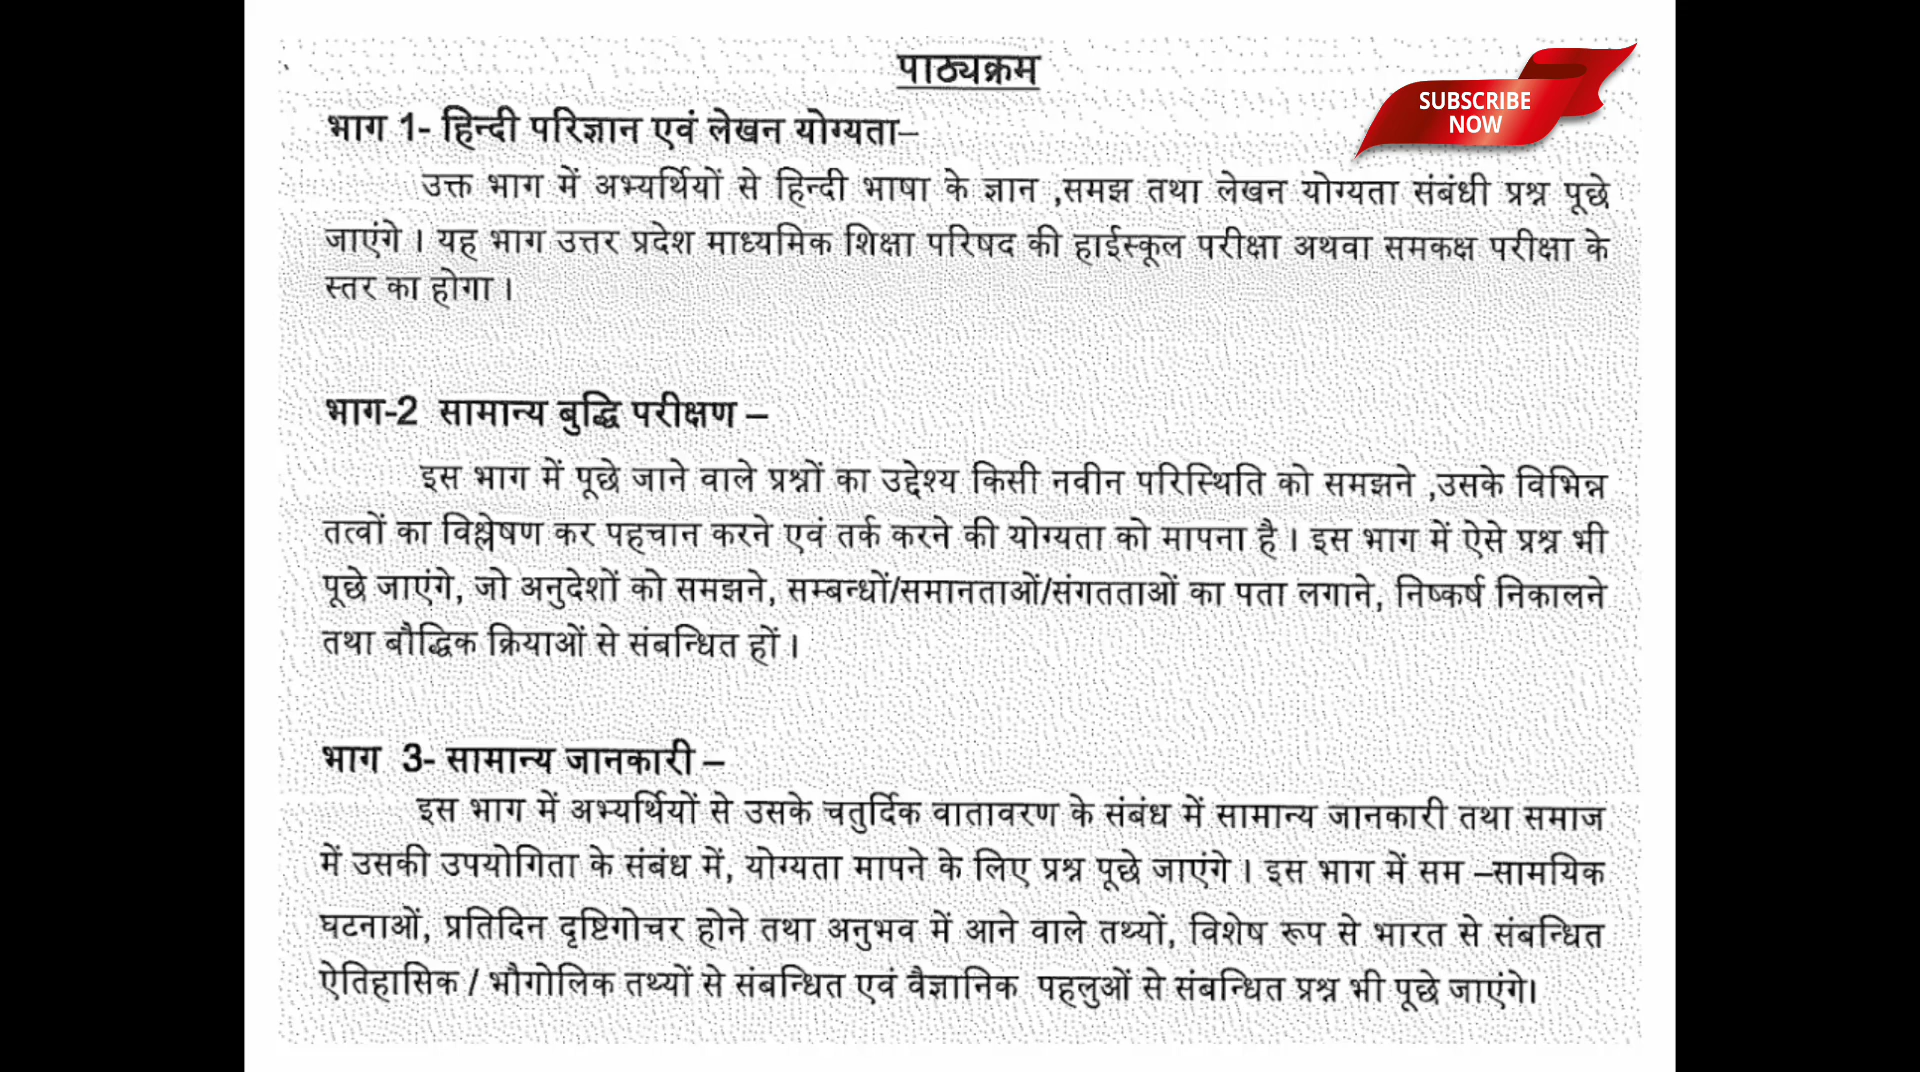 पाठ्यक्रम
SUBSCRIBE
NOW
भाग 1- हिन्दी परिज्ञान एवं लेखन योग्यता–
उक्त भाग में अभ्यर्थियों से हिन्दी भाषा के ज्ञान ,समझ तथा लेखन योग्यता संबंधी प्रश्न पूछे
जाएंगे । यह भाग उत्तर प्रदेश माध्यमिक शिक्षा परिषद की हाईस्कूल परीक्षा अथवा समकक्ष परीक्षा के
स्तर का होगा ।
भाग-2 सामान्य बुद्धि परीक्षण –
इस भाग में पूछे जाने वाले प्रश्नों का उद्देश्य किसी नवीन परिस्थिति को समझने ,उसके विभिन्न
तत्वों का विश्लेषण कर पहचान करने एवं तर्क करने की योग्यता को मापना है । इस भाग में ऐसे प्रश्न भी
पूछे जाएंगे, जो अनुदेशों को समझने, सम्बन्धों/समानताओं/संगतताओं का पता लगाने, निष्कर्ष निकालने
तथा बौद्धिक क्रियाओं से संबन्धित हों ।
भाग 3- सामान्य जानकारी –
इस भाग में अभ्यर्थियों से उसके चतुर्दिक वातावरण के संबंध में सामान्य जानकारी तथा समाज
में उसकी उपयोगिता के संबंध में, योग्यता मापने के लिए प्रश्न पूछे जाएंगे । इस भाग में सम –सामयिक
घटनाओं, प्रतिदिन दृष्टिगोचर होने तथा अनुभव में आने वाले तथ्यों, विशेष रूप से भारत से संबन्धित
ऐतिहासिक / भौगोलिक तथ्यों से संबन्धित एवं वैज्ञानिक पहलुओं से संबन्धित प्रश्न भी पूछे जाएंगे।